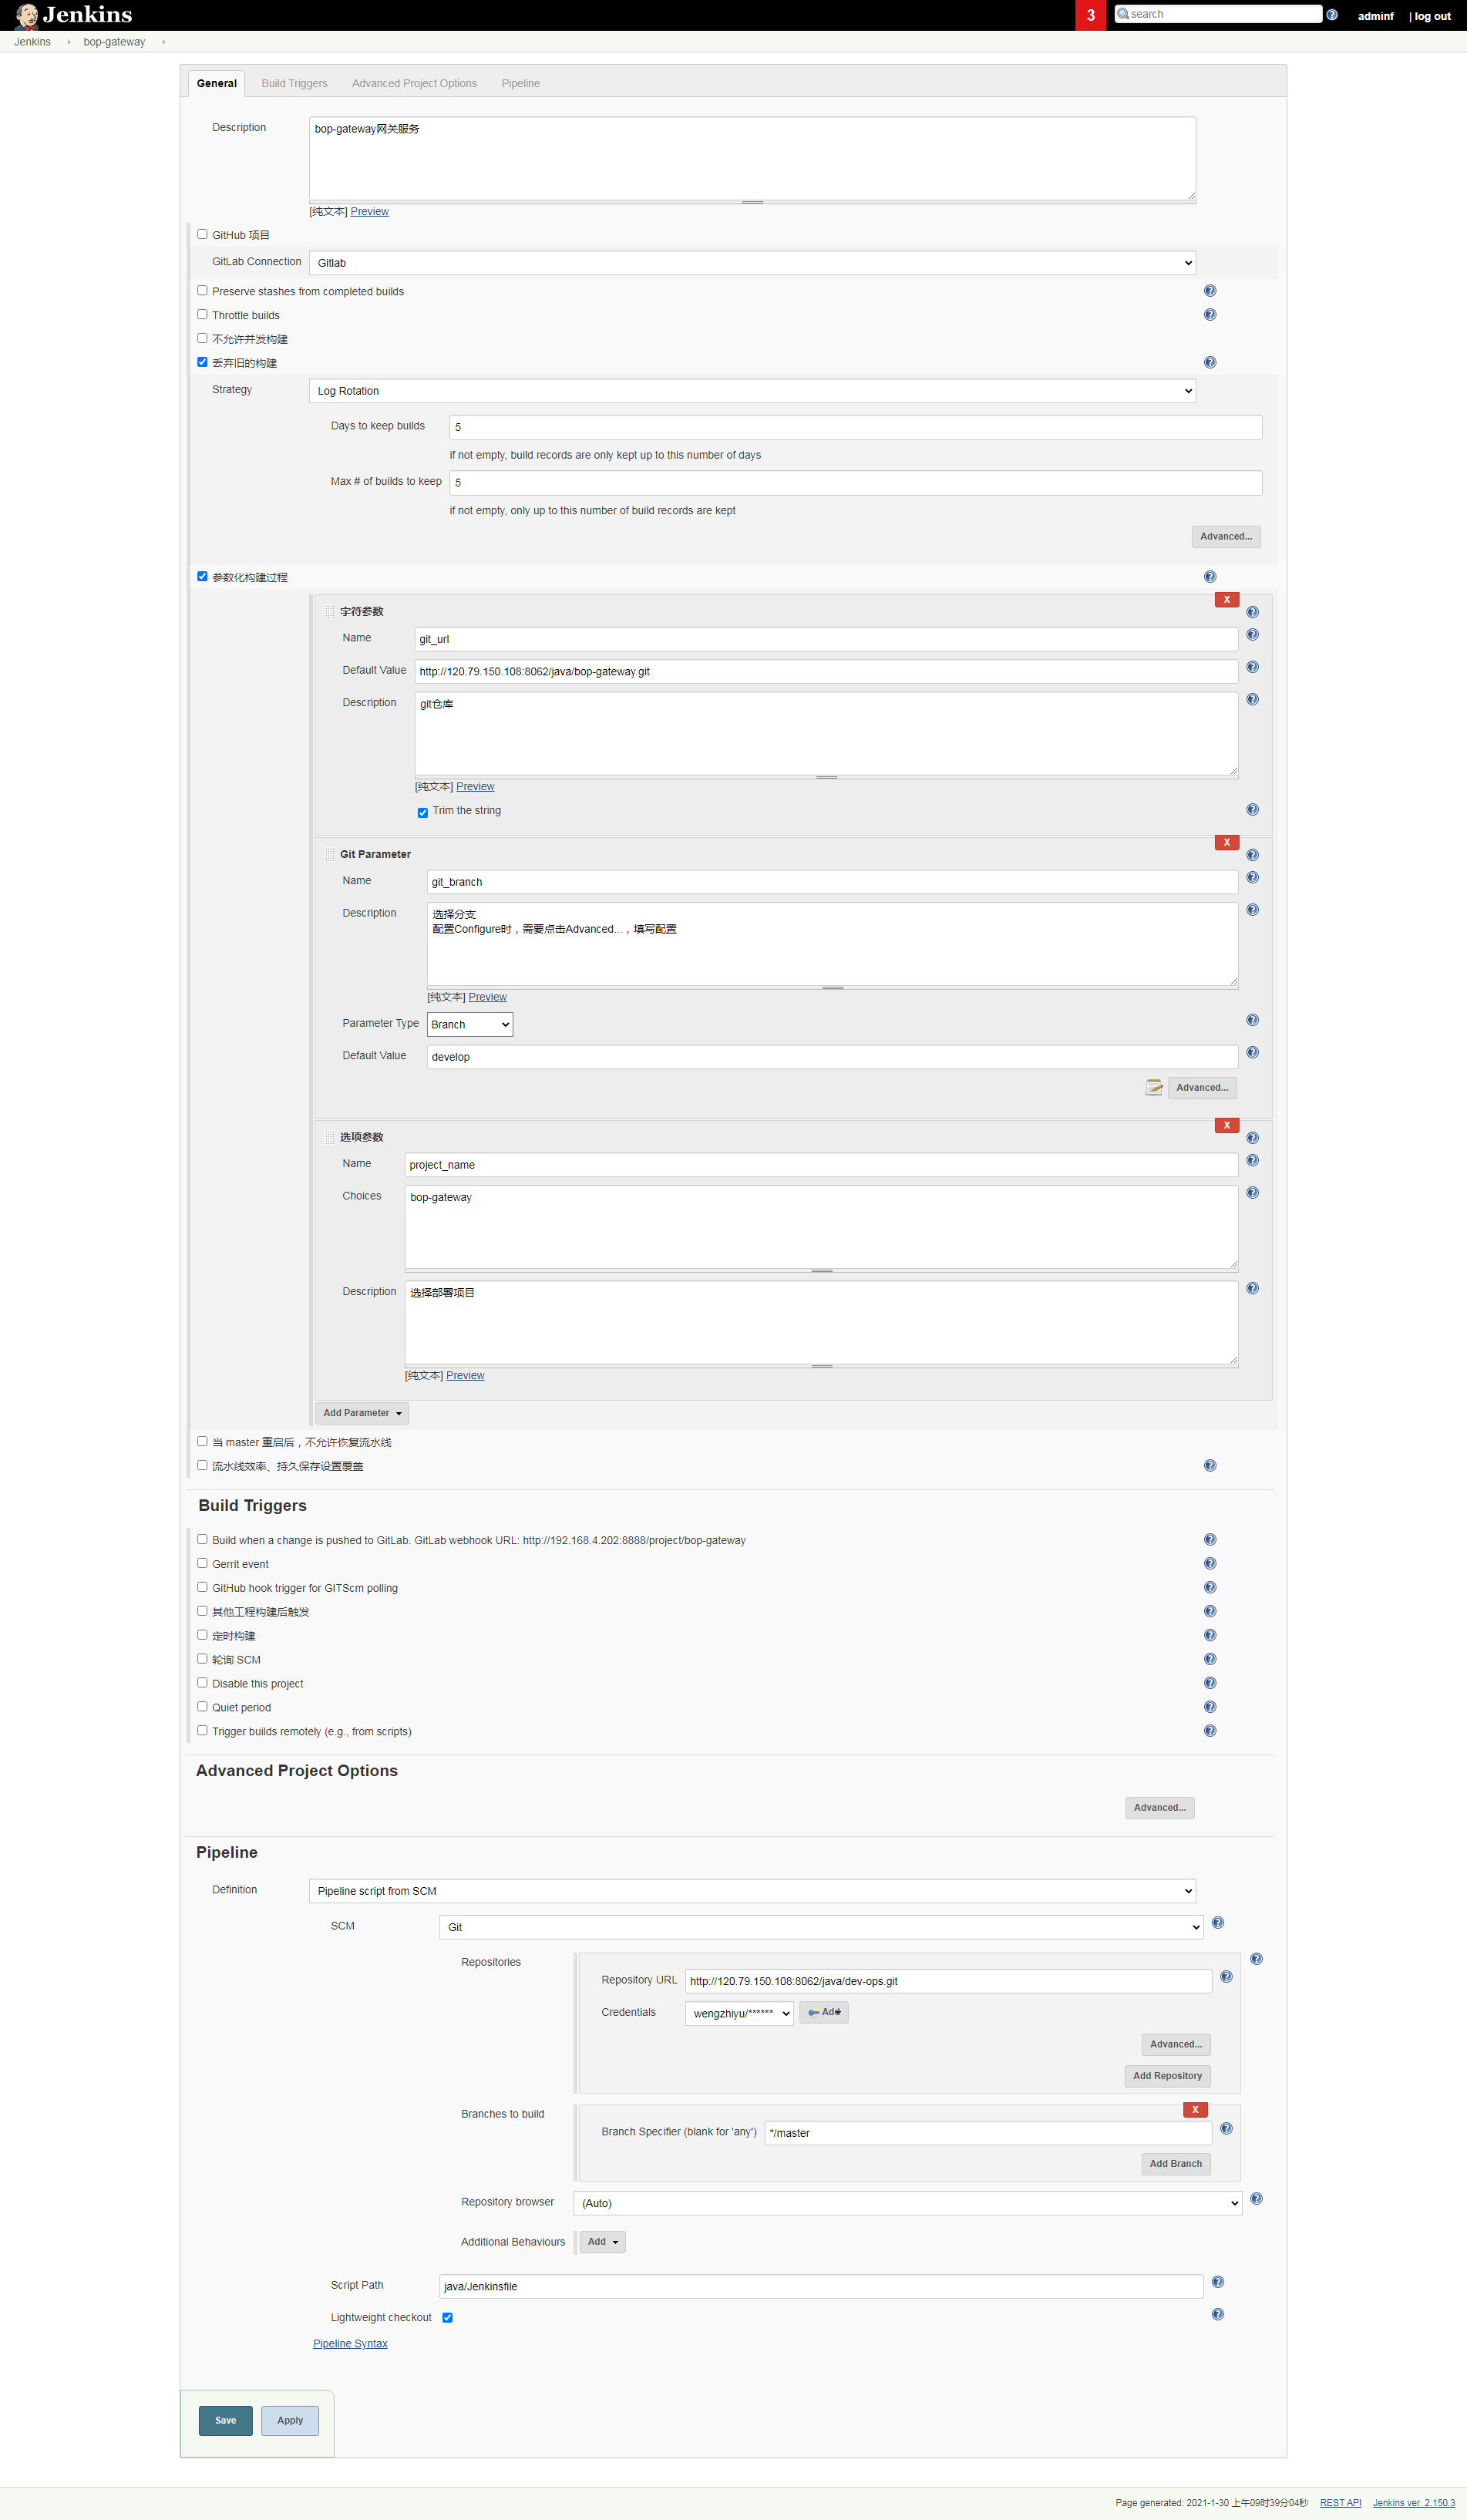 Jenkins
3
search
adminf
| log out
Jenkins
bop-gateway
General
Build Triggers
Advanced Project Options
Pipeline
Description
bop-gateway网关服务
[纯文本] Preview
GitHub 项目
GitLab Connection
Gitlab
Preserve stashes from completed builds
Throttle builds
不允许并发构建
丢弃旧的构建
Strategy
Log Rotation
Days to keep builds
5
if not empty, build records are only kept up to this number of days
Max # of builds to keep
5
if not empty, only up to this number of build records are kept
Advanced...
参数化构建过程
X
字符参数
Name
git_url
Default Value
http://120.79.150.108:8062/java/bop-gateway.git
Description
git仓库
[纯文本] Preview
Trim the string
X
Git Parameter
Name
git_branch
Description
选择分支
配置Configure时，需要点击Advanced...，填写配置
[纯文本] Preview
Parameter Type
Branch
Default Value
develop
Advanced...
X
选项参数
Name
project_name
Choices
bop-gateway
Description
选择部署项目
[纯文本] Preview
Add Parameter
当 master 重启后，不允许恢复流水线
流水线效率、持久保存设置覆盖
Build Triggers
Build when a change is pushed to GitLab. GitLab webhook URL: http://192.168.4.202:8888/project/bop-gateway
Gerrit event
GitHub hook trigger for GITScm polling
其他工程构建后触发
定时构建
轮询 SCM
Disable this project
Quiet period
Trigger builds remotely (e.g., from scripts)
Advanced Project Options
Advanced...
Pipeline
Definition
Pipeline script from SCM
SCM
Git
Repositories
Repository URL
http://120.79.150.108:8062/java/dev-ops.git
Credentials
wengzhiyu/******
Add
Advanced...
Add Repository
Branches to build
X
Branch Specifier (blank for 'any')
*/master
Add Branch
Repository browser
(Auto)
Additional Behaviours
Add
Script Path
java/Jenkinsfile
Lightweight checkout
Pipeline Syntax
Save
Apply
Page generated: 2021-1-30 上午09时39分04秒
REST API
Jenkins ver. 2.150.3